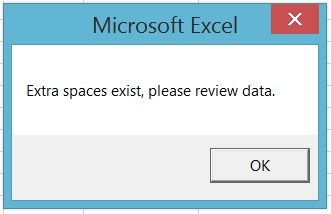 Microsoft Excel
Extra spaces exist, please review data.
OK